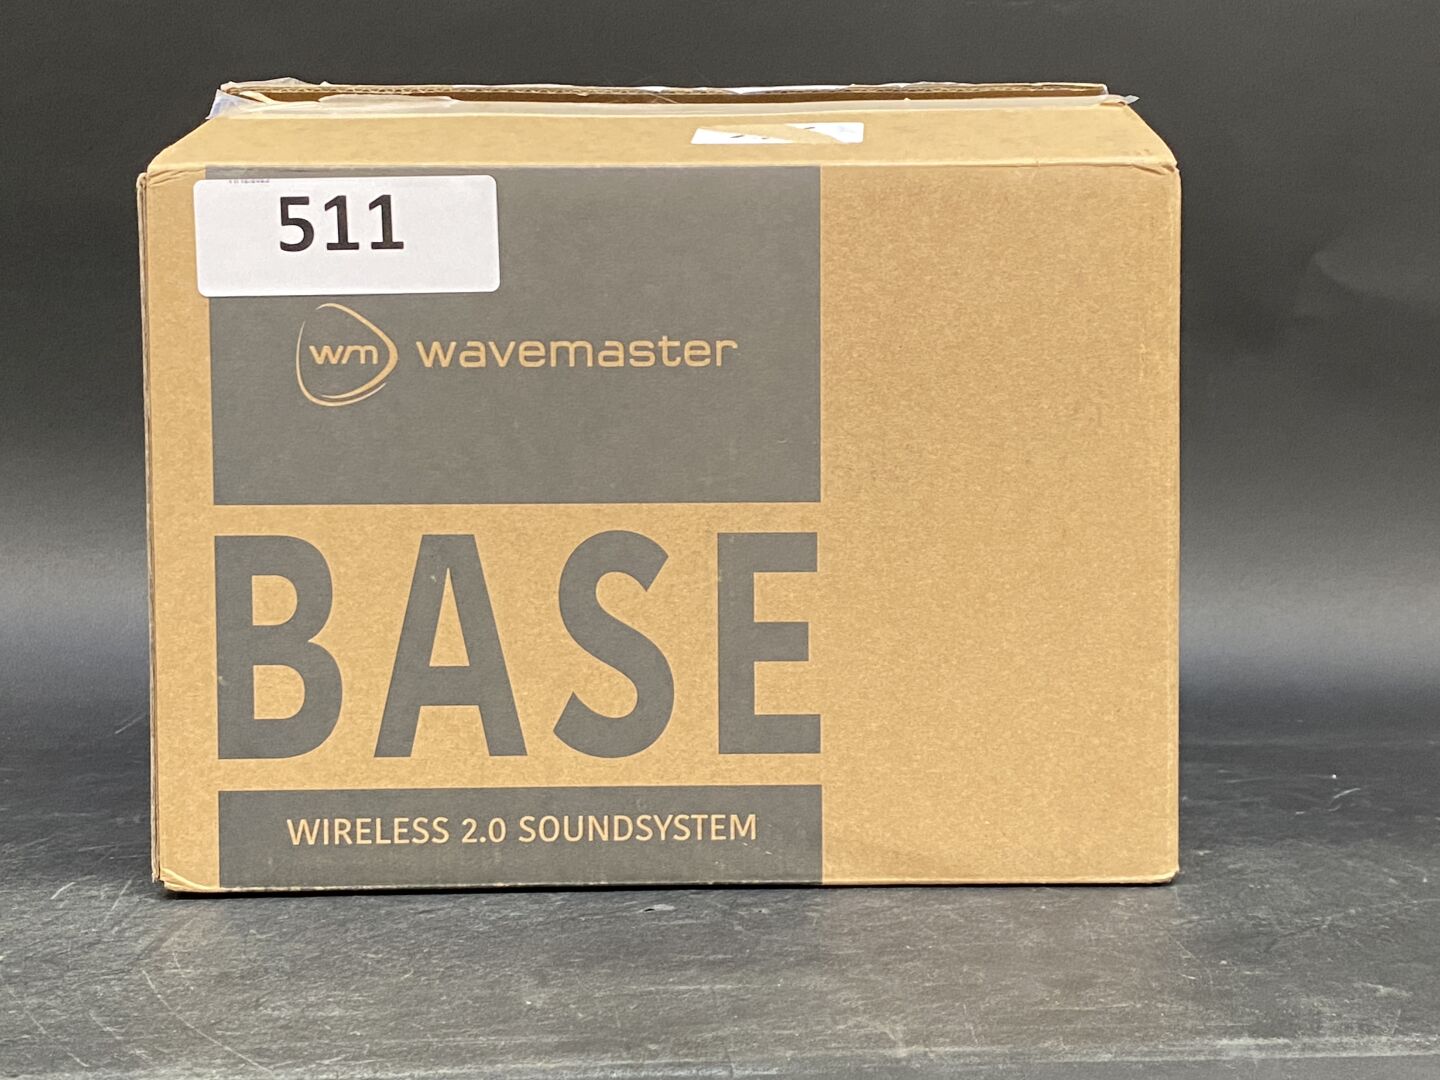 511
wm wavemaster
BASE
WIRELESS 2.0 SOUNDSYSTEM